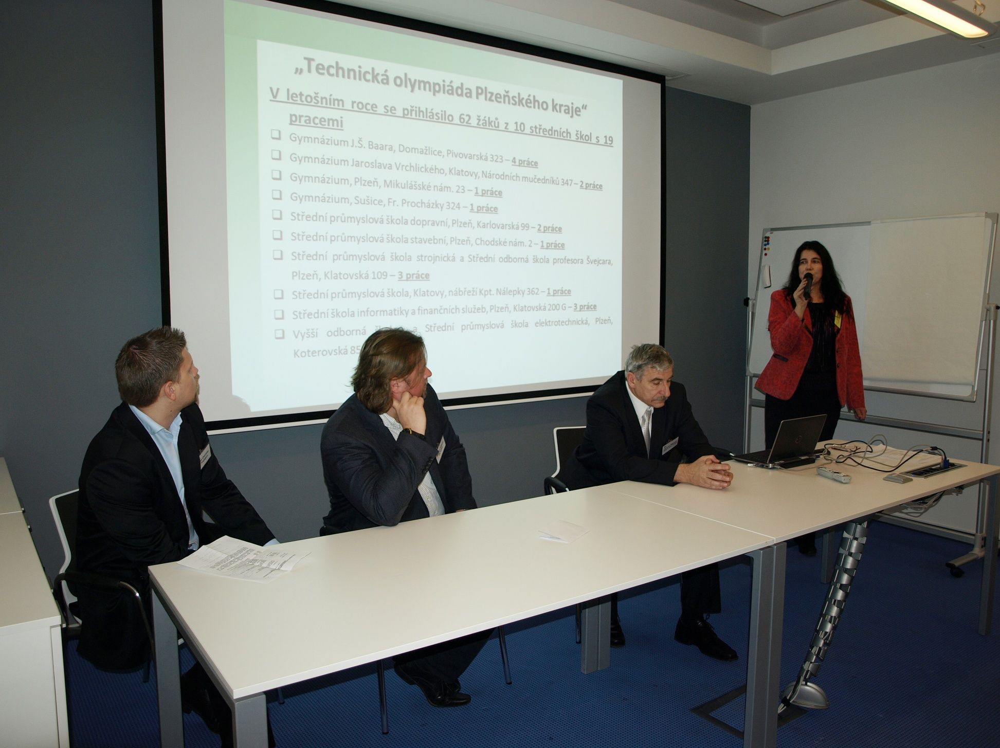 „Technická olympiáda Plzeňského kraje“
V letošním roce se přihlásilo 62 žáků z 10 středních škol s 19
pracemi
Gymnázium J.Š. Baara, Domažlice, Pivovarská 323 – 4 práce
Gymnázium Jaroslava Vrchlického, Klatovy, Národních mučedníků 347 – 2 práce
Gymnázium, Plzeň, Mikulášské nám. 23 – 1 práce
Gymnázium, Sušice, Fr. Procházky 324 – 1 práce
Střední průmyslová škola dopravní, Plzeň, Karlovarská 99 – 2 práce
Střední průmyslová škola stavební, Plzeň, Chodské nám. 2 – 1 práce
Střední průmyslová škola strojnická a Střední odborná škola profesora Švejcara,
Plzeň, Klatovská 109 – 3 práce
Střední průmyslová škola, Klatovy, nábřeží Kpt. Nálepky 362 – 1 práce
Střední škola informatiky a finančních služeb, Plzeň, Klatovská 200 G – 3 práce
Vyšší odborná a Střední průmyslová škola elektrotechnická, Plzeň,
Koterovská 85